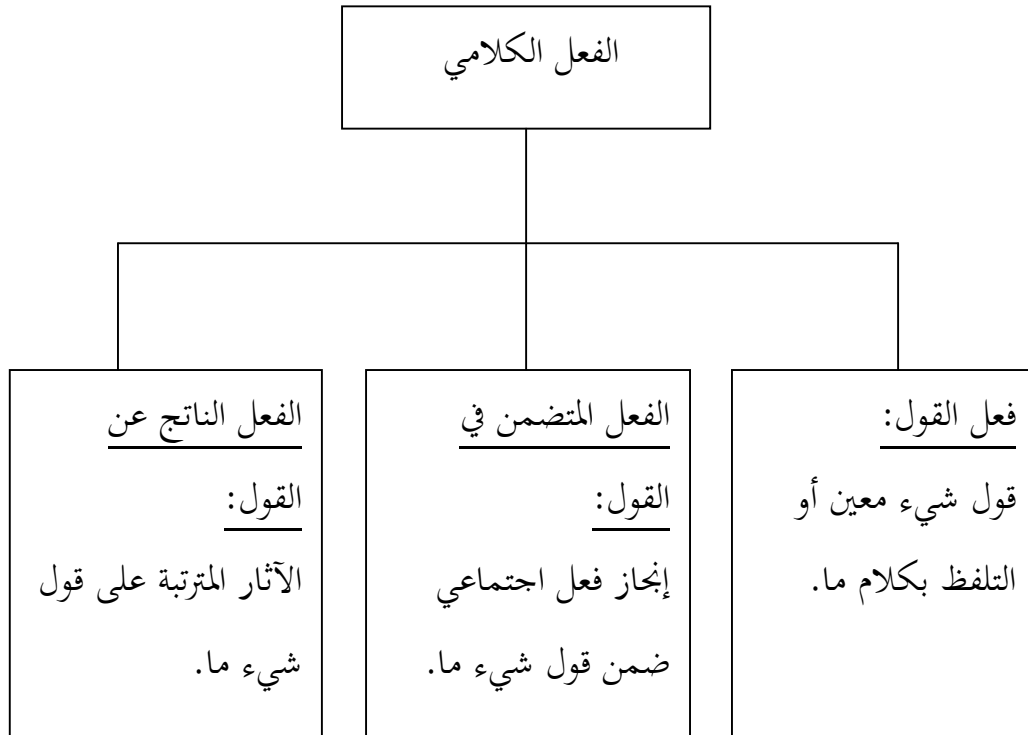 الفعل الكلامي
فعل القول:
قول شيء معين أو
التلفظ بكلام ما.
الفعل المتضمن في
القول:
إنجاز فعل اجتماعي
ضمن قول شيء ما.
الفعل الناتج عن
القول:
الآثار المترتبة على قول
شيء ما.